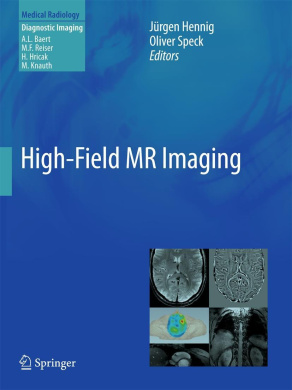 Medical Radiology
Diagnostic Imaging
A.L. Baert
M.F. Reiser
H. Hricak
M. Knauth
Jürgen Hennig
Oliver Speck
Editors
High-Field MR Imaging
Springer